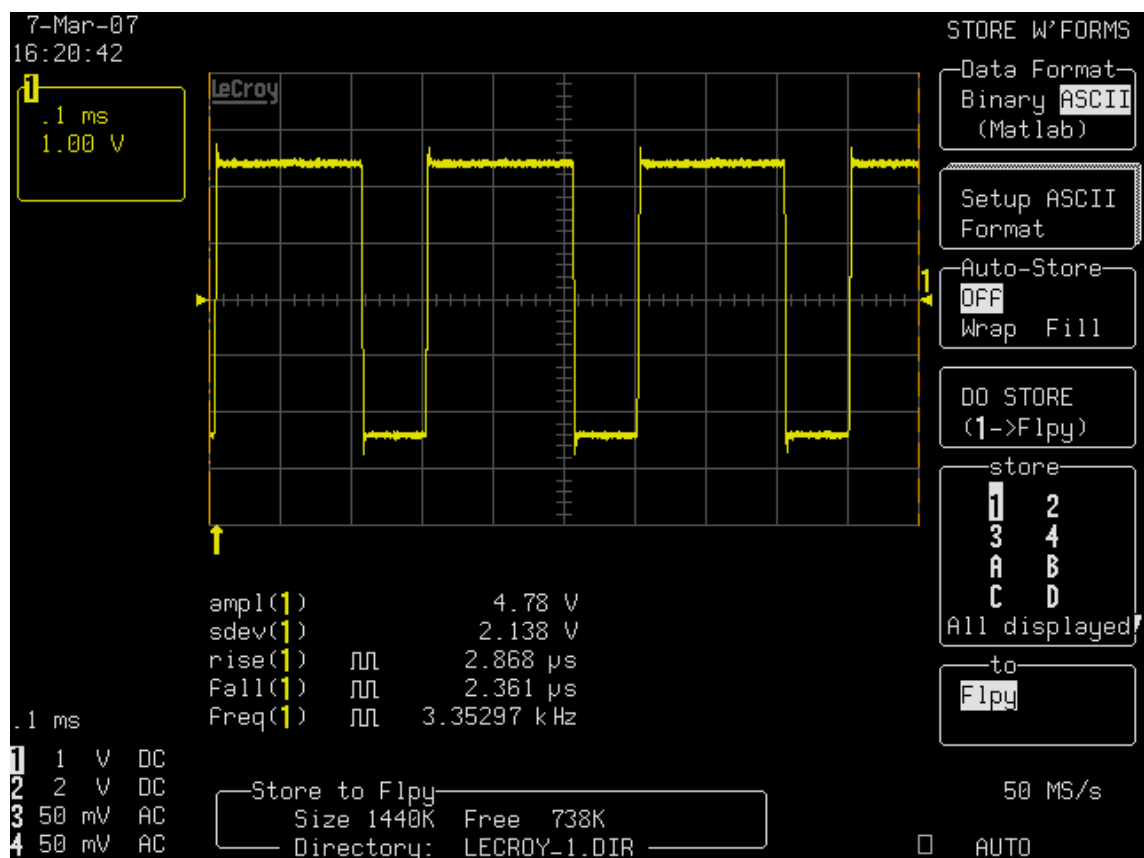 7-Mar-07
16:20:42
1
.1 ms
1.00 V
LeCroy
1
ampl(1) 4.78 V
sdev(1) 2.138 V
rise(1) 2.868 µs
Fall(1) 2.361 µs
Freq(1) 3.35297 kHz
.1 ms
1 1 V DC
2 2 V DC
3 50 mV AC
4 50 mV AC
Store to Flpy
Size 1440K Free 738K
Directory: LECROY_1.DIR
STORE W'FORMS
Data Format
Binary ASCII
(Matlab)
Setup ASCII
Format
Auto-Store
OFF
Wrap Fill
DO STORE
(1->Flpy)
store
1 2
3 4
A B
C D
All displayed
to
Flpy
50 MS/s
AUTO